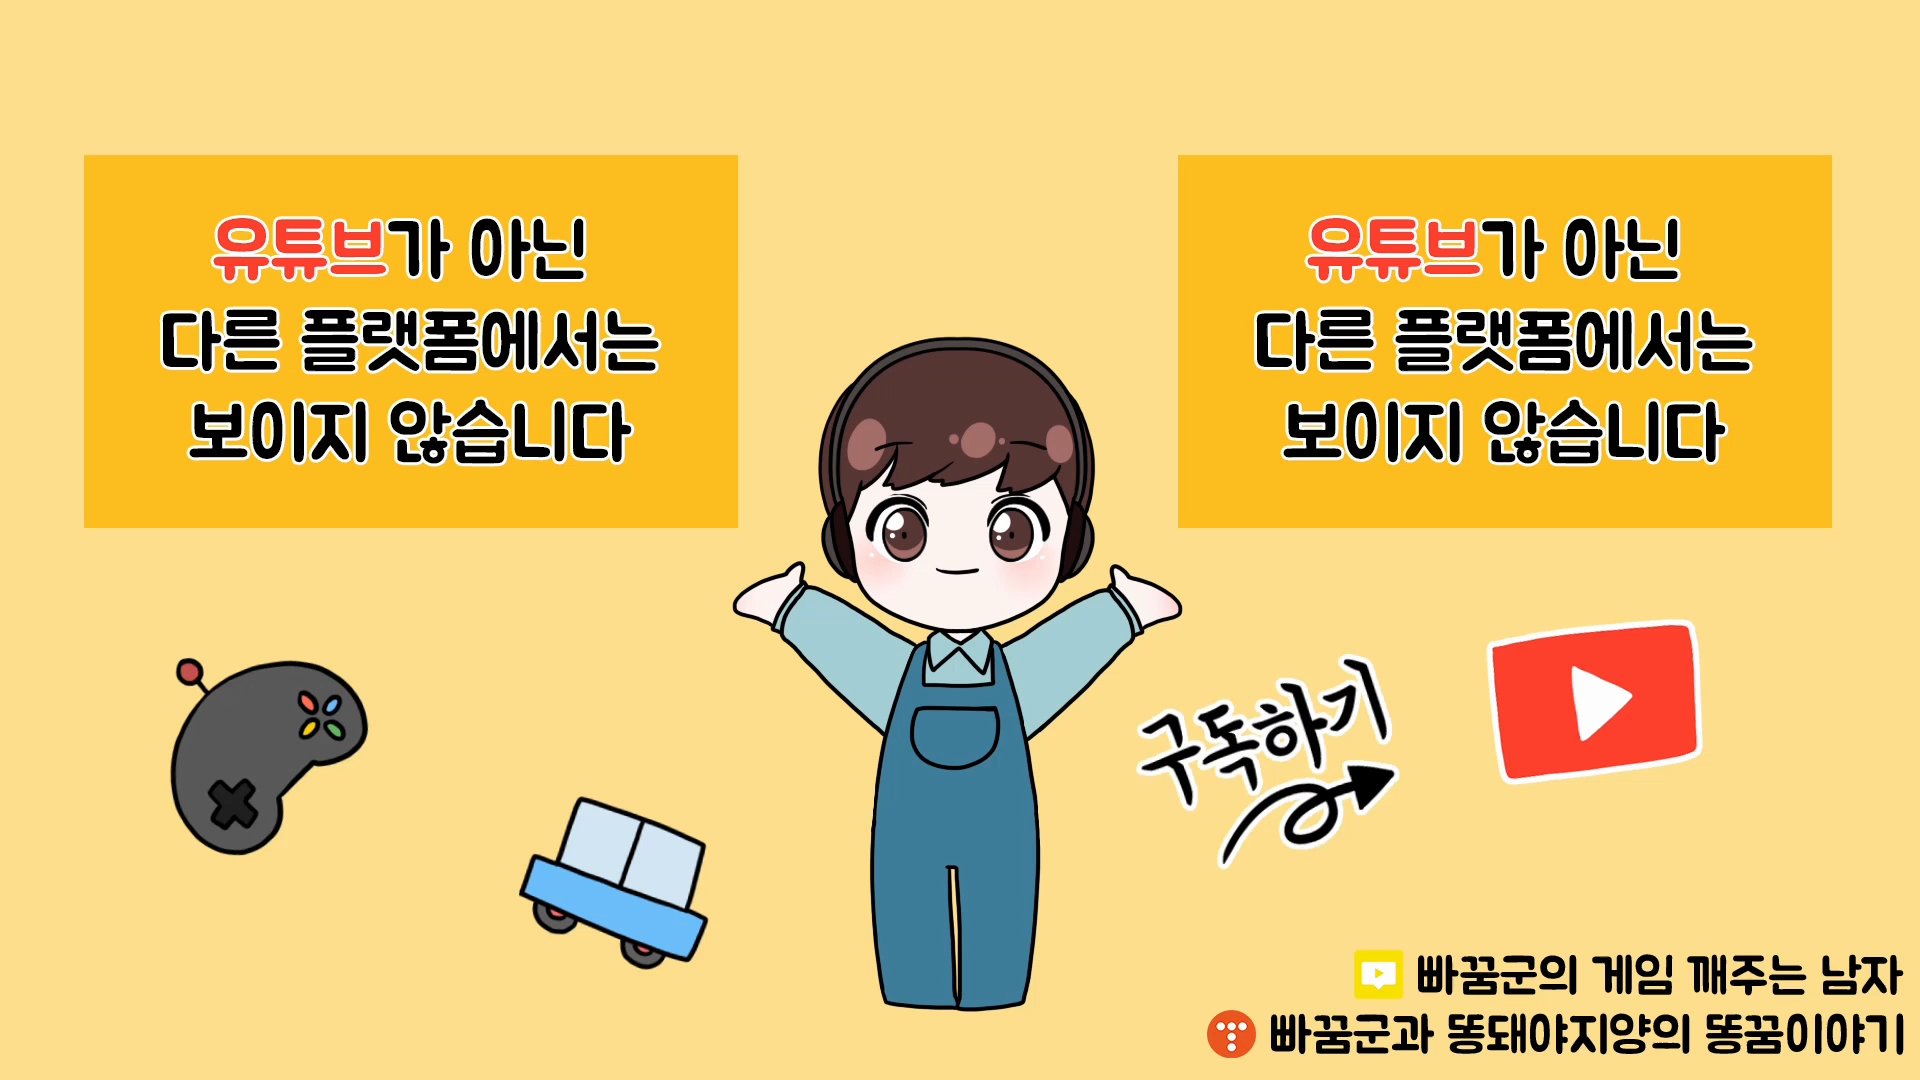 유튜브가 아닌
다른 플랫폼에서는
보이지 않습니다
유튜브가 아닌
다른 플랫폼에서는
보이지 않습니다
구독하기
빠꿈군의 게임 깨주는 남자
빠꿈군과 똥돼야지양의 똥꿈이야기